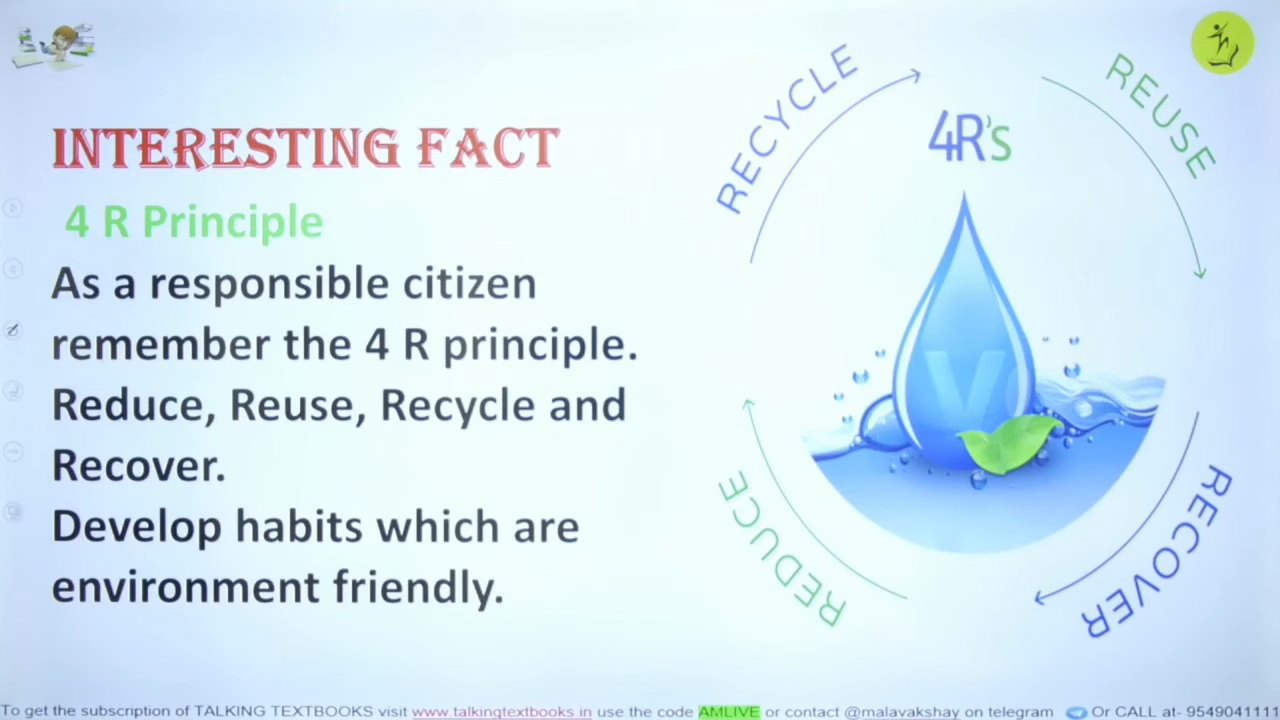 INTERESTING FACT
4 R Principle
As a responsible citizen
remember the 4 R principle.
Reduce, Reuse, Recycle and
Recover.
Develop habits which are
environment friendly.
4R's
RECYCLE
REUSE
REDUCE
RECOVER
V
To get the subscription of TALKING TEXTBOOKS visit www.talkingtextbooks.in use the code AMLIVE or contact @malavakshay on telegram Or CALL at- 9549041111